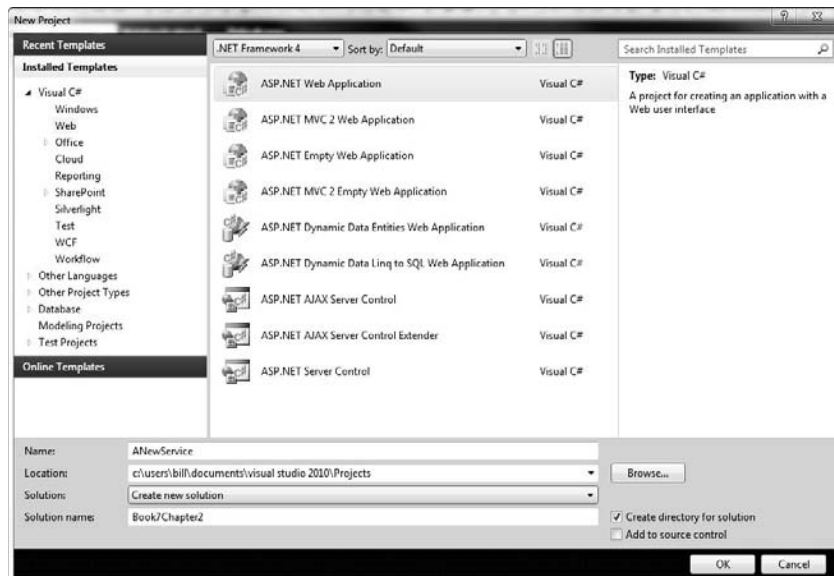 New Project
Recent Templates
Installed Templates
Visual C#
Windows
Web
Office
Cloud
Reporting
SharePoint
Silverlight
Test
WCF
Workflow
Other Languages
Other Project Types
Database
Modeling Projects
Test Projects
Online Templates
.NET Framework 4 Sort by: Default
ASP.NET Web Application Visual C#
ASP.NET MVC 2 Web Application Visual C#
ASP.NET Empty Web Application Visual C#
ASP.NET MVC 2 Empty Web Application Visual C#
ASP.NET Dynamic Data Entities Web Application Visual C#
ASP.NET Dynamic Data Linq to SQL Web Application Visual C#
ASP.NET AJAX Server Control Visual C#
ASP.NET AJAX Server Control Extender Visual C#
ASP.NET Server Control Visual C#
Search Installed Templates
Type: Visual C#
A project for creating an application with a
Web user interface
Name: ANewService
Location: c:\users\bill\documents\visual studio 2010\Projects Browse...
Solution: Create new solution
Solution name: Book7Chapter2
Create directory for solution
Add to source control
OK Cancel